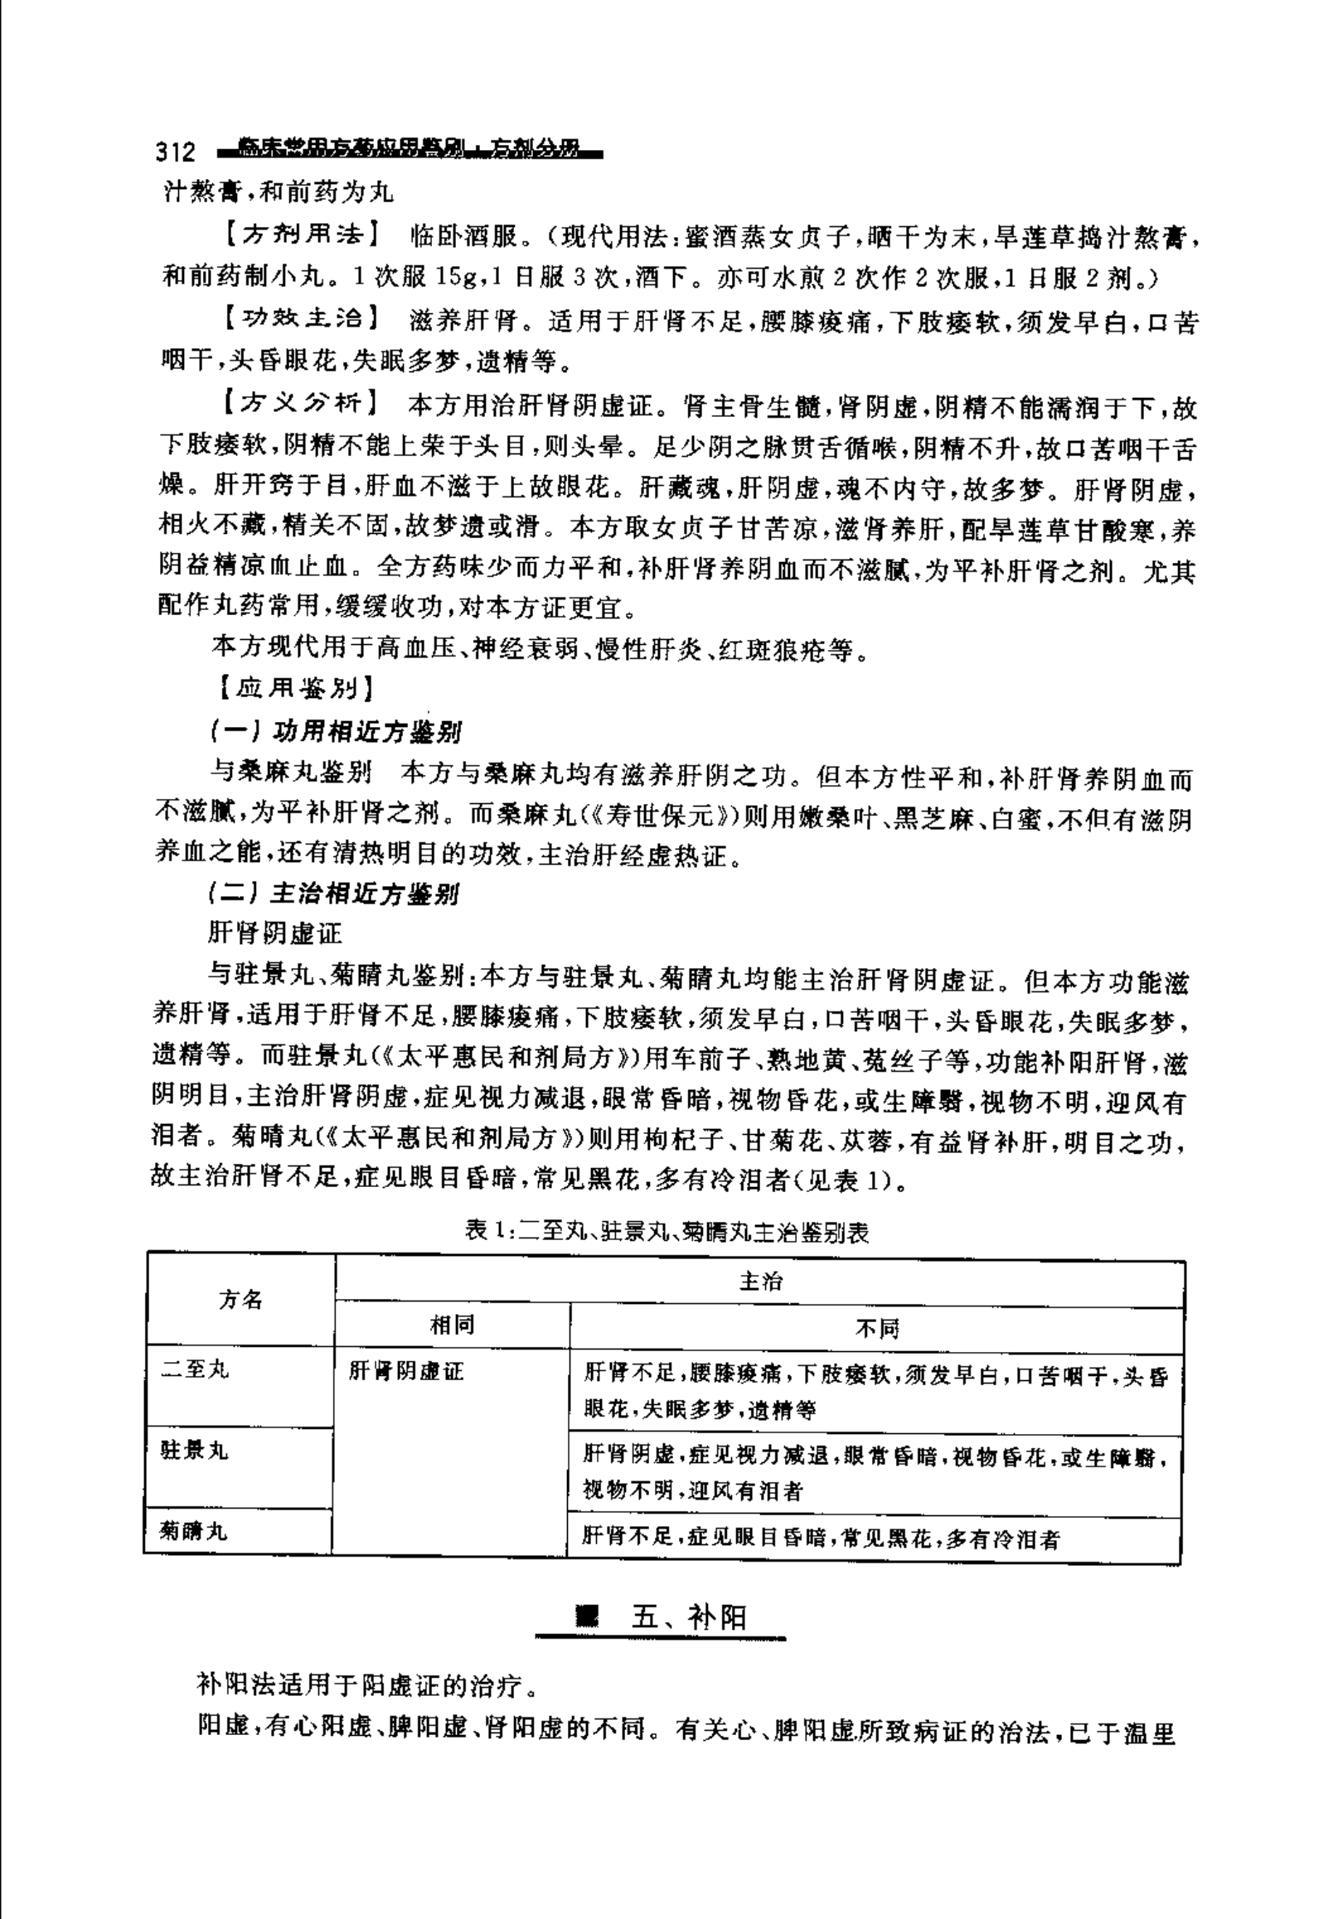 312 临床常用方药应用鉴别·方剂分册
汁熬膏,和前药为丸
【方剂用法】 临卧酒服。(现代用法:蜜酒蒸女贞子,晒干为末,旱莲草捣汁熬膏,
和前药制小丸。1次服15g,1日服3次,酒下。亦可水煎2次作2次服,1日服2剂。)
【功效主治】 滋养肝肾。适用于肝肾不足,腰膝痠痛,下肢痿软,须发早白,口苦
咽干,头昏眼花,失眠多梦,遗精等。
【方义分析】 本方用治肝肾阴虚证。肾主骨生髓,肾阴虚,阴精不能濡润于下,故
下肢痿软,阴精不能上荣于头目,则头晕。足少阴之脉贯舌循喉,阴精不升,故口苦咽干舌
燥。肝开窍于目,肝血不滋于上故眼花。肝藏魂,肝阴虚,魂不内守,故多梦。肝肾阴虚,
相火不藏,精关不固,故梦遗或滑。本方取女贞子甘苦凉,滋肾养肝,配旱莲草甘酸寒,养
阴益精凉血止血。全方药味少而力平和,补肝肾养阴血而不滋腻,为平补肝肾之剂。尤其
配作丸药常用,缓缓收功,对本方证更宜。
本方现代用于高血压、神经衰弱、慢性肝炎、红斑狼疮等。
【应用鉴别】
(一)功用相近方鉴别
与桑麻丸鉴别 本方与桑麻丸均有滋养肝阴之功。但本方性平和,补肝肾养阴血而
不滋腻,为平补肝肾之剂。而桑麻丸(《寿世保元》)则用嫩桑叶、黑芝麻、白蜜,不但有滋阴
养血之能,还有清热明目的功效,主治肝经虚热证。
(二)主治相近方鉴别
肝肾阴虚证
与驻景丸、菊睛丸鉴别:本方与驻景丸、菊睛丸均能主治肝肾阴虚证。但本方功能滋
养肝肾,适用于肝肾不足,腰膝痠痛,下肢痿软,须发早白,口苦咽干,头昏眼花,失眠多梦,
遗精等。而驻景丸(《太平惠民和剂局方》)用车前子、熟地黄、菟丝子等,功能补阳肝肾,滋
阴明目,主治肝肾阴虚,症见视力减退,眼常昏暗,视物昏花,或生障翳,视物不明,迎风有
泪者。菊睛丸(《太平惠民和剂局方》)则用枸杞子、甘菊花、苁蓉,有益肾补肝,明目之功,
故主治肝肾不足,症见眼目昏暗,常见黑花,多有冷泪者(见表1)。
表1:二至丸、驻景丸、菊睛丸主治鉴别表
方名 主治
相同 不同
二至丸 肝肾阴虚证 肝肾不足,腰膝痠痛,下肢痿软,须发早白,口苦咽干,头昏
眼花,失眠多梦,遗精等
驻景丸 肝肾阴虚,症见视力减退,眼常昏暗,视物昏花,或生障翳,
视物不明,迎风有泪者
菊睛丸 肝肾不足,症见眼目昏暗,常见黑花,多有冷泪者
五、补阳
补阳法适用于阳虚证的治疗。
阳虚,有心阳虚、脾阳虚、肾阳虚的不同。有关心、脾阳虚所致病证的治法,已于温里